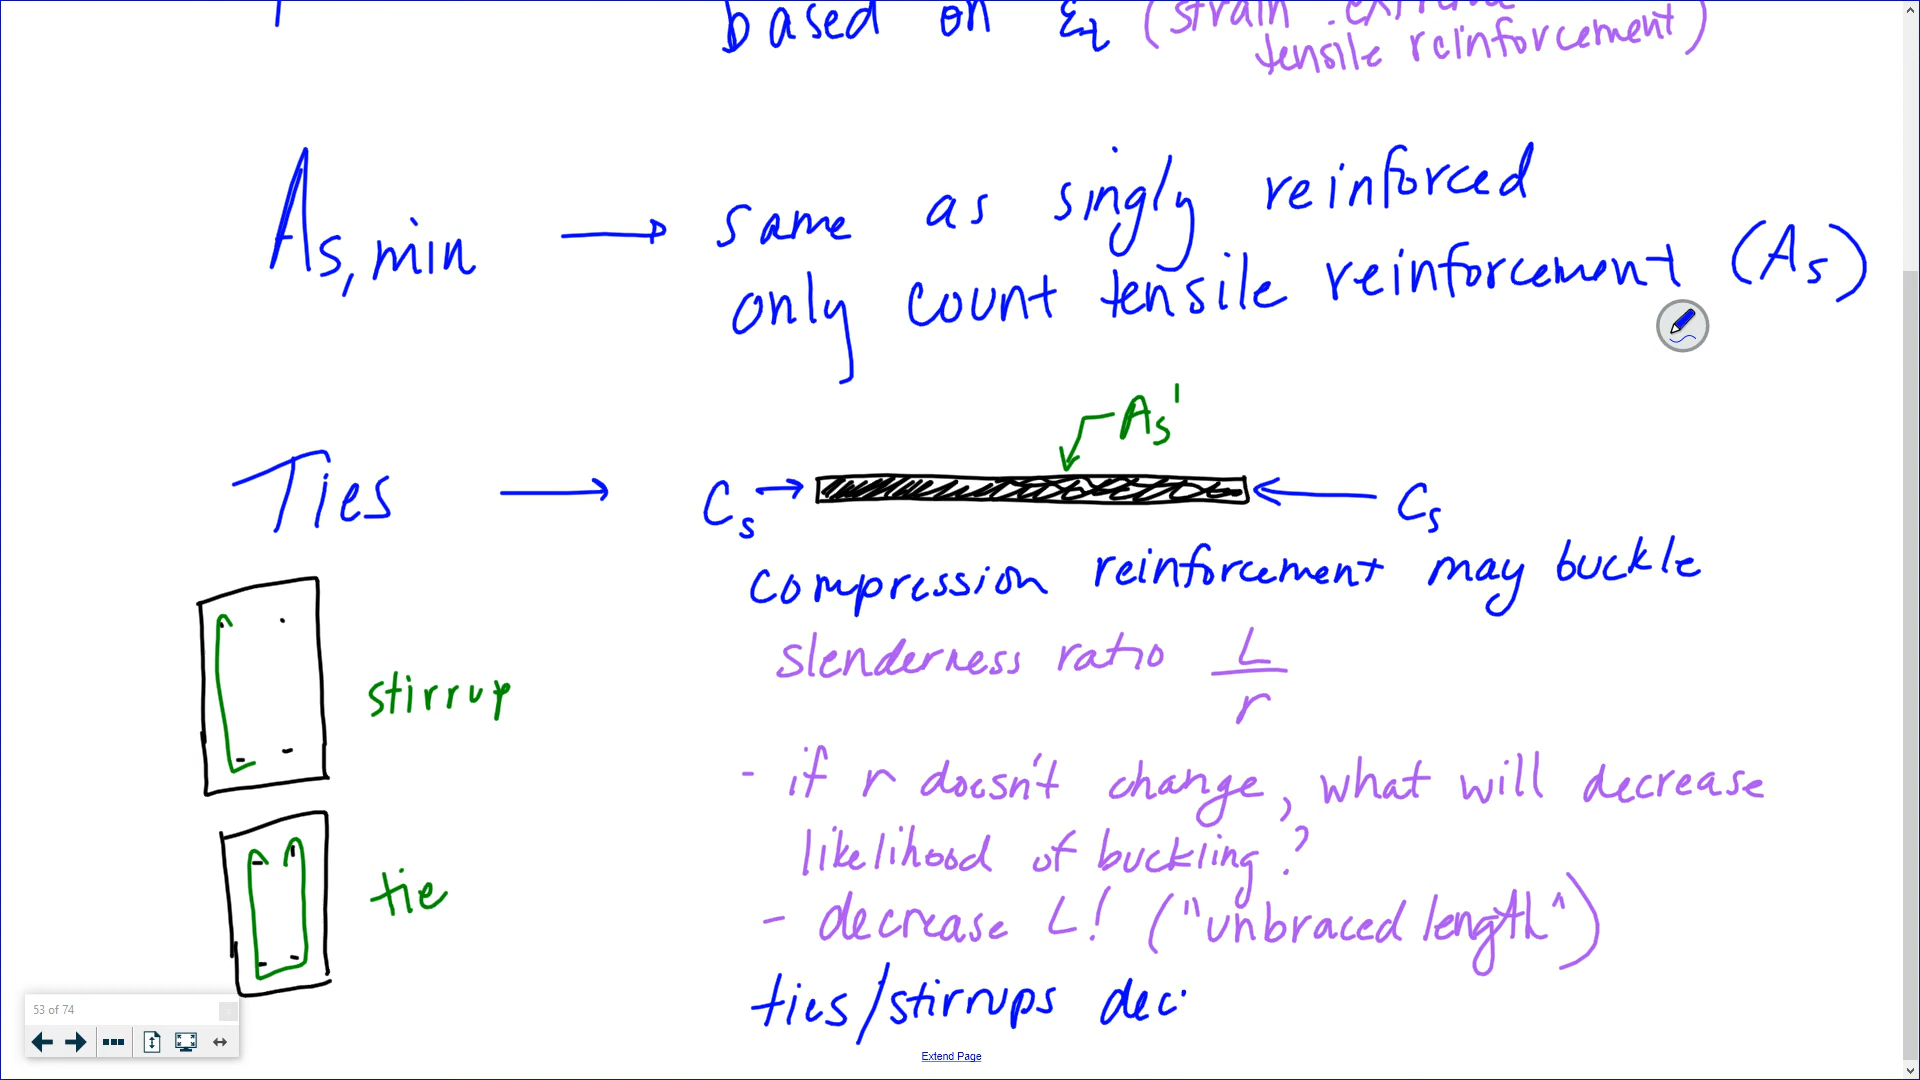 based on εt (strain extreme
tensile reinforcement)
As,min → same as singly reinforced
only count tensile reinforcement (As)
As'
Ties → Cs → ← Cs
compression reinforcement may buckle
slenderness ratio L/r
stirrup
- if r doesn't change, what will decrease
likelihood of buckling?
tie
- decrease L! ("unbraced length")
ties/stirrups dec
53 of 74
Extend Page